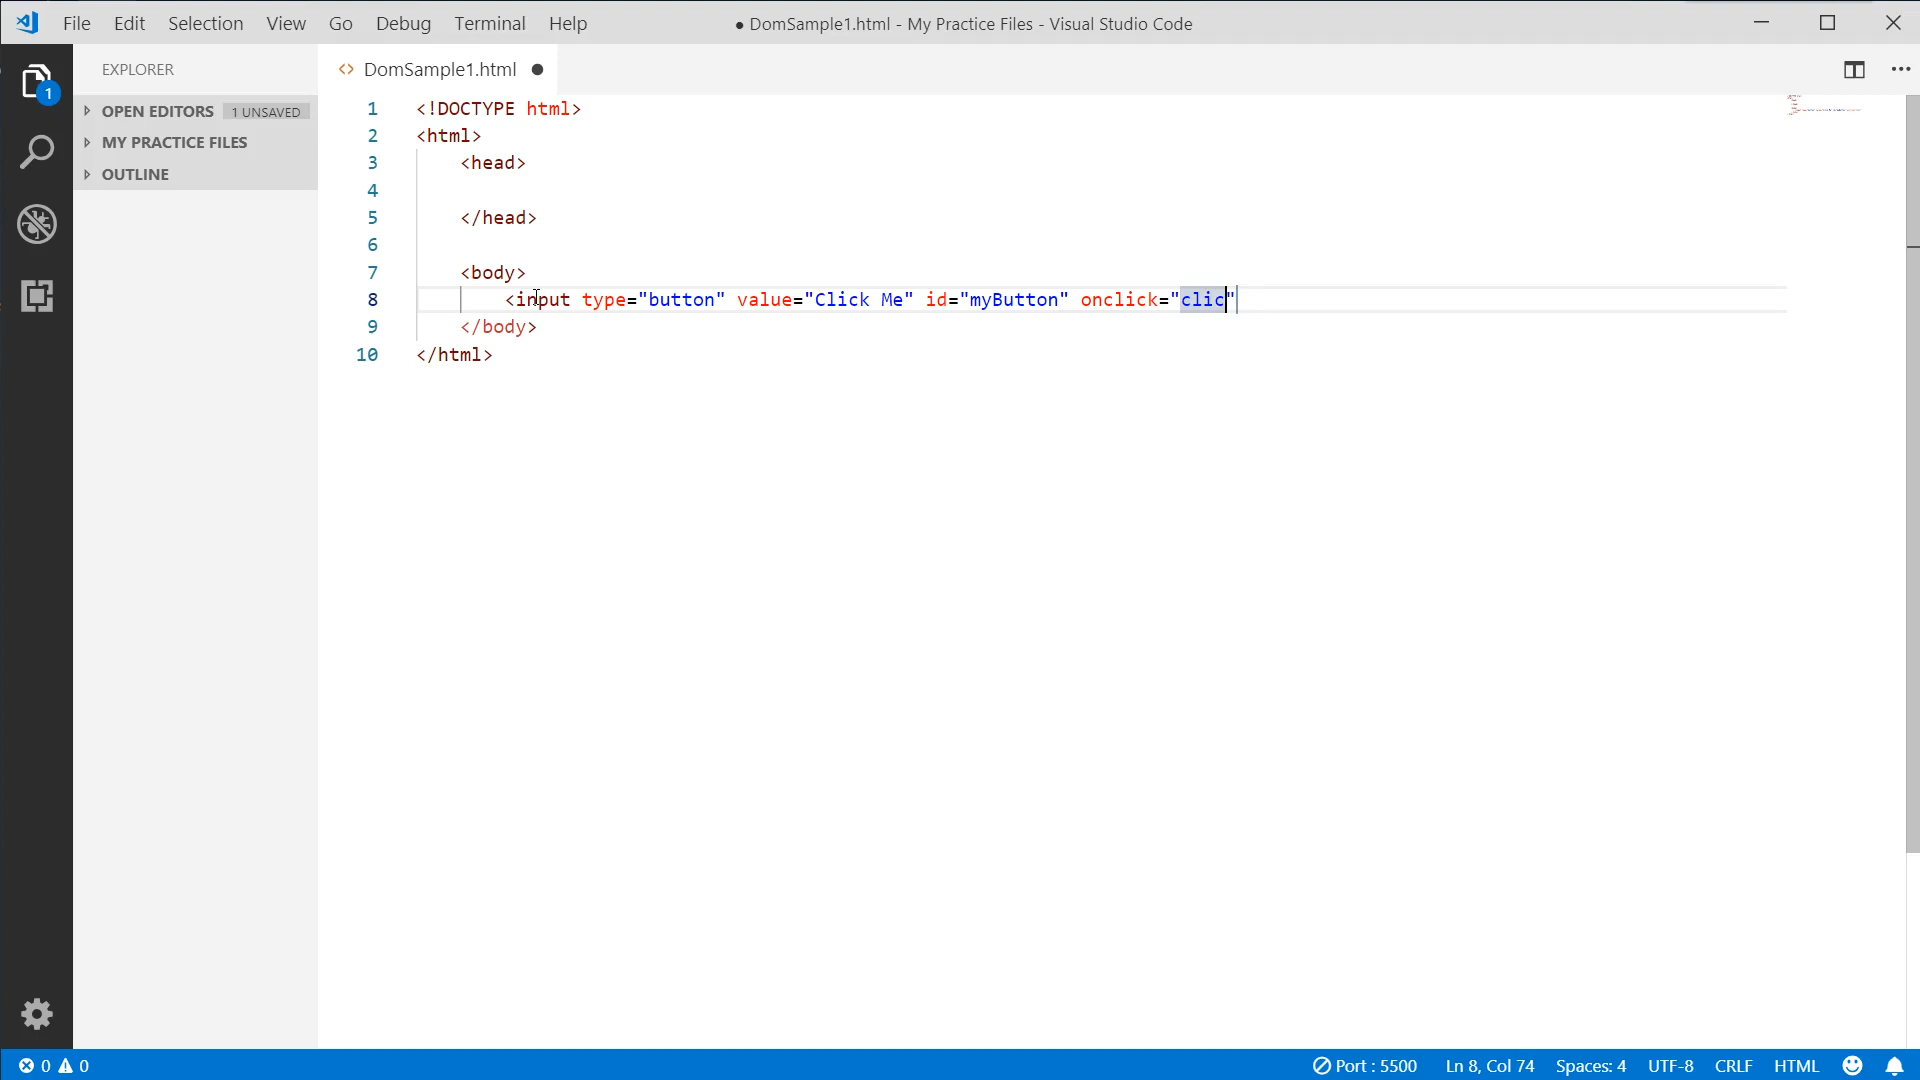 File Edit Selection View Go Debug Terminal Help ● DomSample1.html - My Practice Files - Visual Studio Code
EXPLORER
1
OPEN EDITORS 1 UNSAVED
MY PRACTICE FILES
OUTLINE
<> DomSample1.html ●
1 <!DOCTYPE html>
2 <html>
3 <head>
4
5 </head>
6
7 <body>
8 <input type="button" value="Click Me" id="myButton" onclick="clic"
9 </body>
10 </html>
0 0 Port : 5500 Ln 8, Col 74 Spaces: 4 UTF-8 CRLF HTML